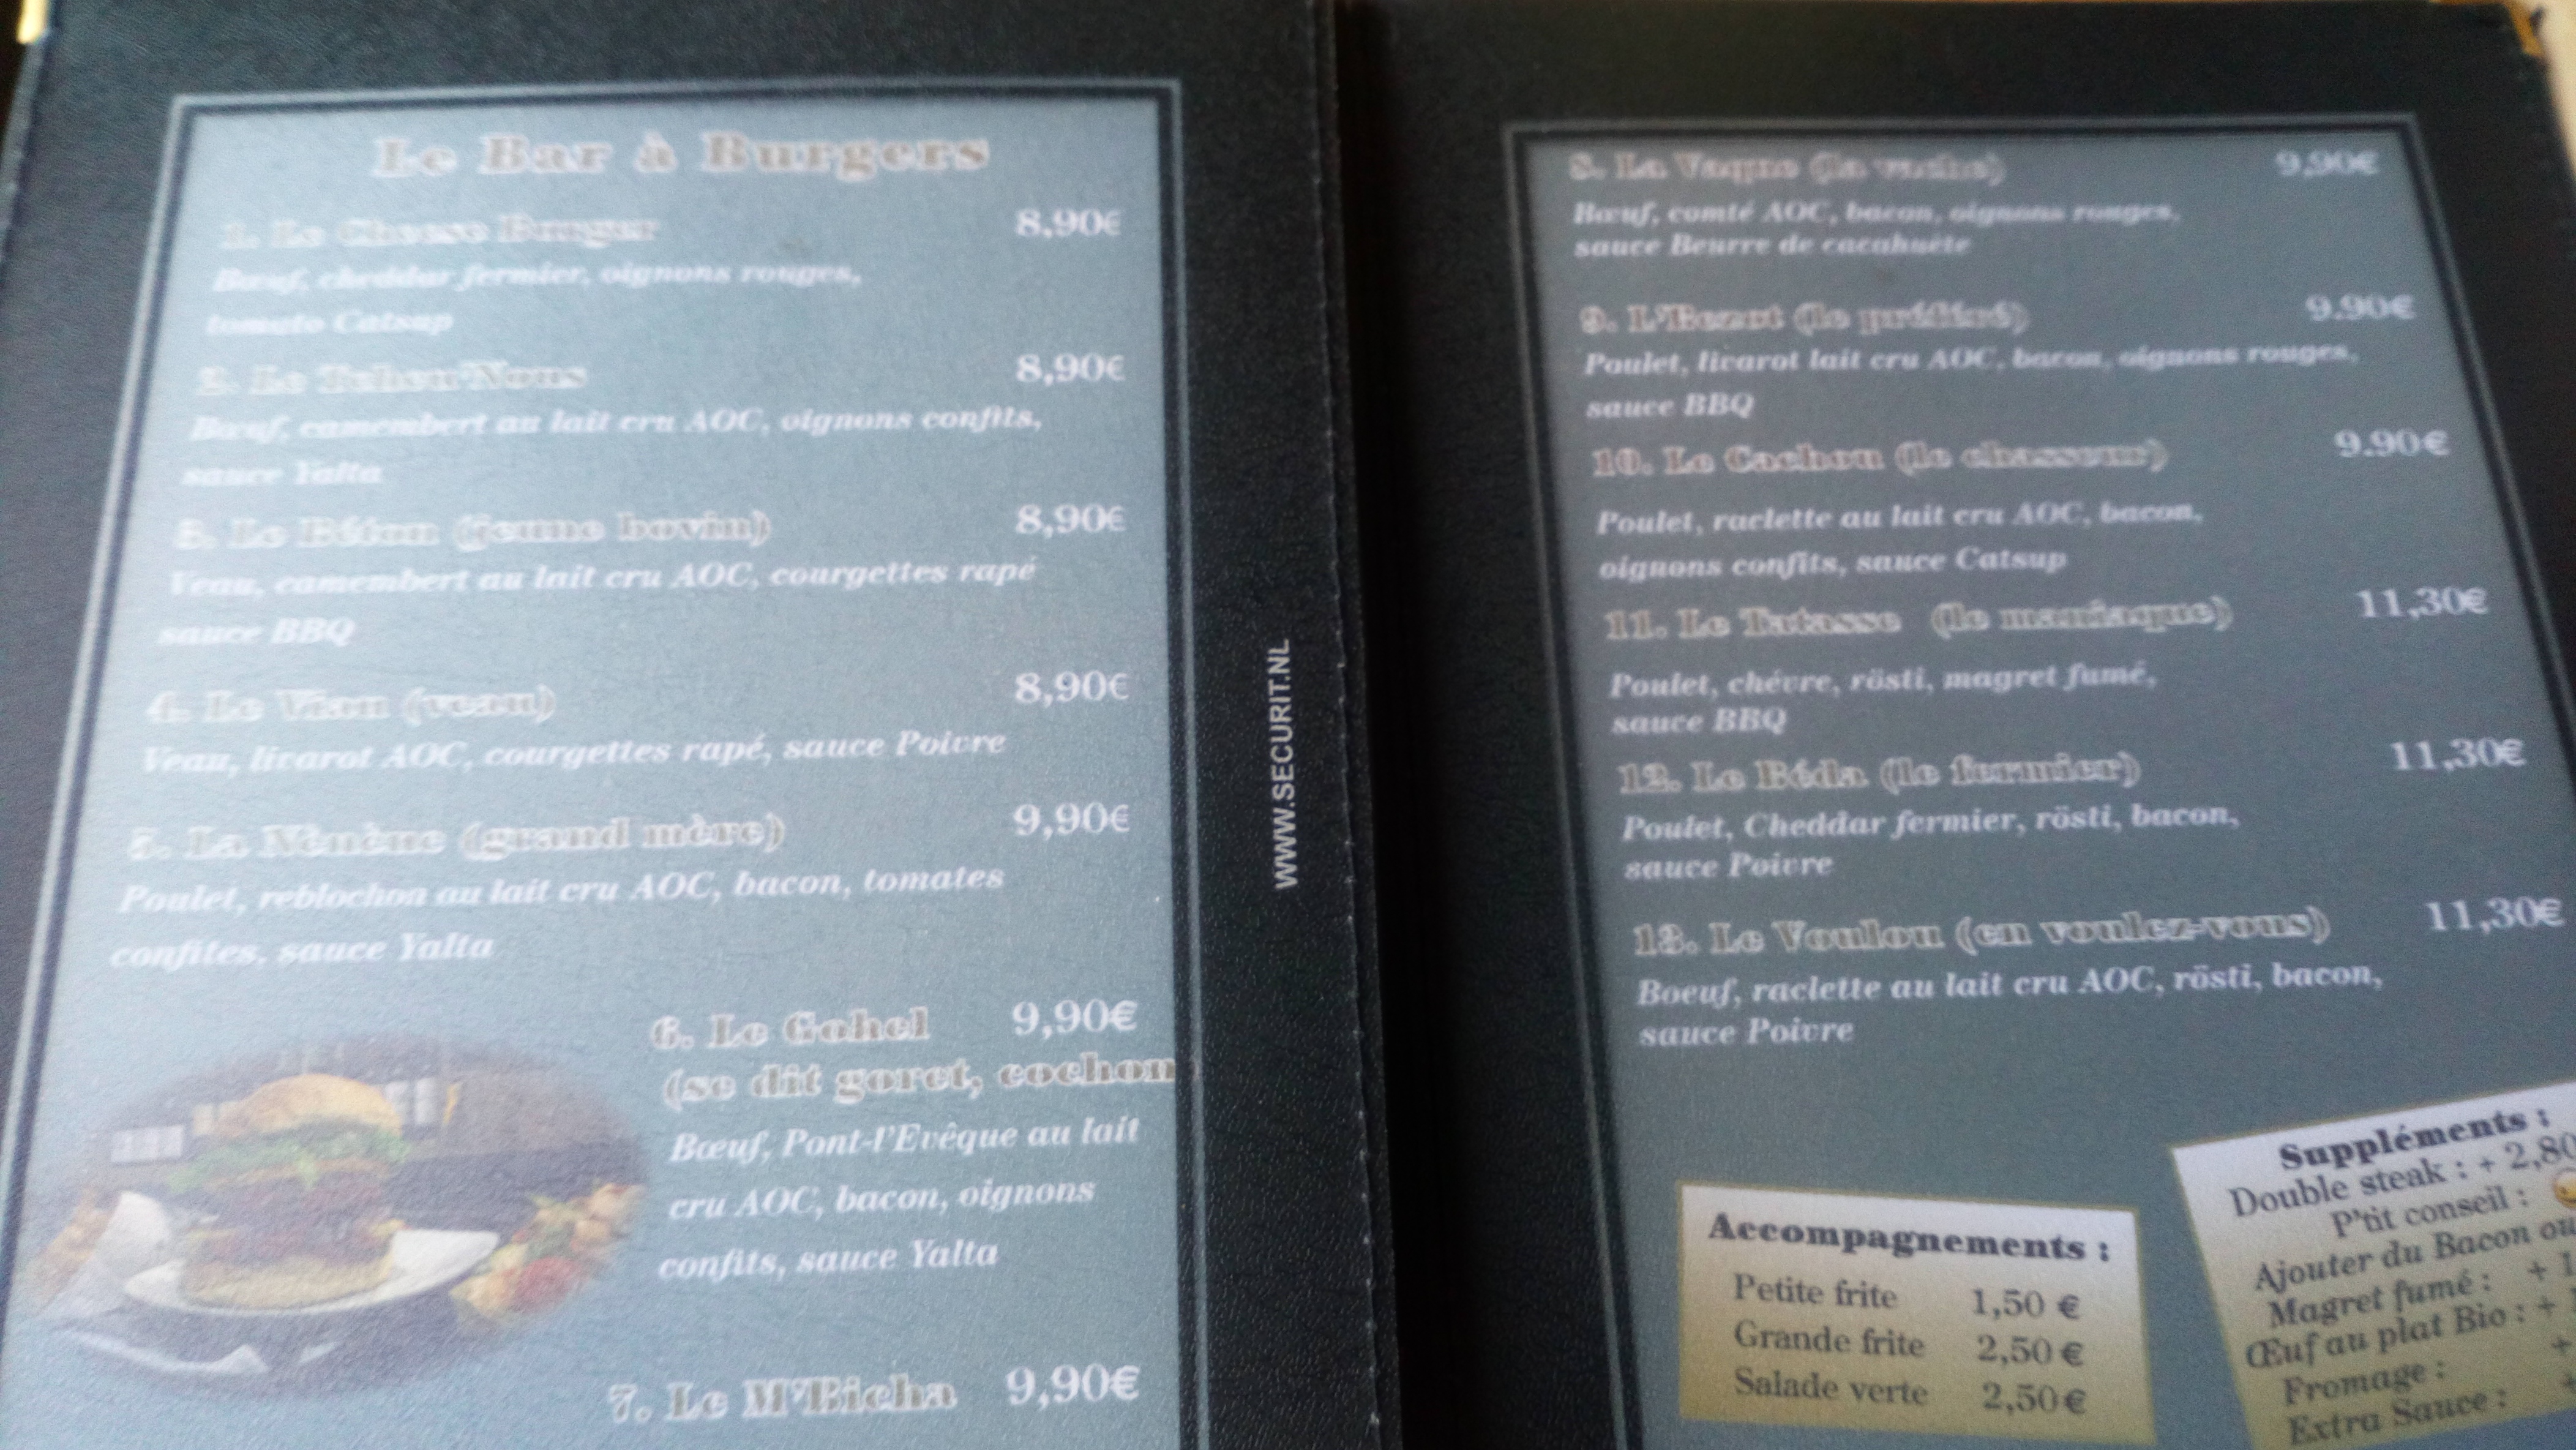 Le Bar à Burgers
1. Le Cheese Burger 8,90€
Bœuf, cheddar fermier, oignons rouges,
tomato Catsup
2. Le Tchou Nous 8,90€
Bœuf, camembert au lait cru AOC, oignons confits,
sauce Yalta
3. Le Béton (jeune bovin) 8,90€
Veau, camembert au lait cru AOC, courgettes rapé
sauce BBQ
4. Le Vian (veau) 8,90€
Veau, livarot AOC, courgettes rapé, sauce Poivre
5. La Nènène (grand mère) 9,90€
Poulet, reblochon au lait cru AOC, bacon, tomates
confites, sauce Yalta
6. Le Gohel 9,90€
(se dit goret, cochon
Bœuf, Pont-l'Evêque au lait
cru AOC, bacon, oignons
confits, sauce Yalta
7. Le M'Bicha 9,90€
WWW.SECURIT.NL
8. La Vaque (la vache) 9,90€
Bœuf, comté AOC, bacon, oignons rouges,
sauce Beurre de cacahuète
9. (le préféré) 9.90€
Poulet, livarot lait cru AOC, bacon, oignons rouges,
sauce BBQ
10. Le Cachou (le chasseur) 9.90€
Poulet, raclette au lait cru AOC, bacon,
oignons confits, sauce Catsup
11. Le Tatasse (le maniaque) 11,30€
Poulet, chévre, rösti, magret fumé,
sauce BBQ
12. Le Béda (le fermier) 11,30€
Poulet, Cheddar fermier, rösti, bacon,
sauce Poivre
13. Le Voulou (en voulez-vous) 11,30€
Boeuf, raclette au lait cru AOC, rösti, bacon,
sauce Poivre
Accompagnements :
Petite frite 1,50 €
Grande frite 2,50 €
Salade verte 2,50 €
Suppléments :
Double steak : + 2,80
P'tit conseil :
Ajouter du Bacon ou
Magret fumé : + 1
Œuf au plat Bio : +
Fromage : +
Extra Sauce : +